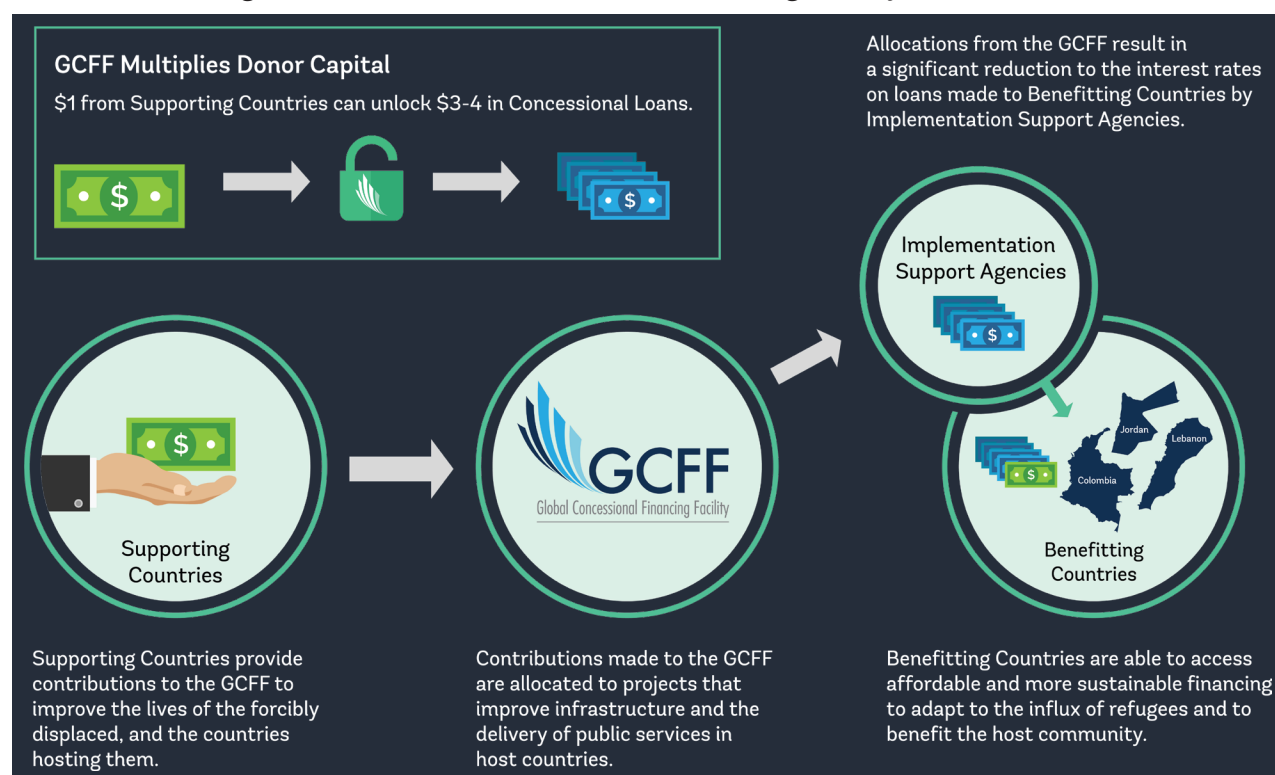 GCFF Multiplies Donor Capital
$1 from Supporting Countries can unlock $3-4 in Concessional Loans.
$
$
Allocations from the GCFF result in
a significant reduction to the interest rates
on loans made to Benefitting Countries by
Implementation Support Agencies.
Implementation
Support Agencies
$
$
Supporting
Countries
GCFF
Global Concessional Financing Facility
$
Jordan
Lebanon
Colombia
Benefitting
Countries
Supporting Countries provide
contributions to the GCFF to
improve the lives of the forcibly
displaced, and the countries
hosting them.
Contributions made to the GCFF
are allocated to projects that
improve infrastructure and the
delivery of public services in
host countries.
Benefitting Countries are able to access
affordable and more sustainable financing
to adapt to the influx of refugees and to
benefit the host community.